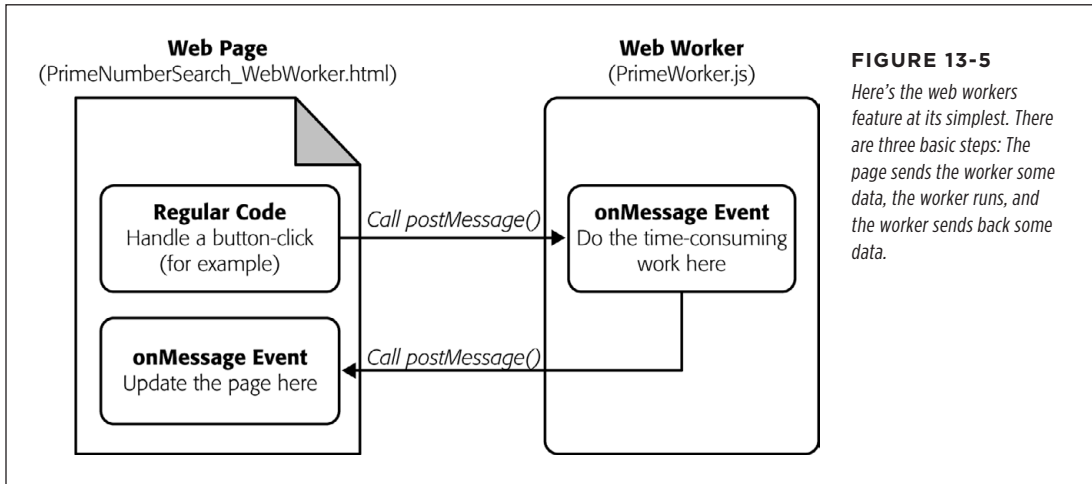 Web Page
(PrimeNumberSearch_WebWorker.html)
Regular Code
Handle a button-click
(for example)
onMessage Event
Update the page here
Call postMessage()
Call postMessage()
Web Worker
(PrimeWorker.js)
onMessage Event
Do the time-consuming
work here
FIGURE 13-5
Here's the web workers
feature at its simplest. There
are three basic steps: The
page sends the worker some
data, the worker runs, and
the worker sends back some
data.